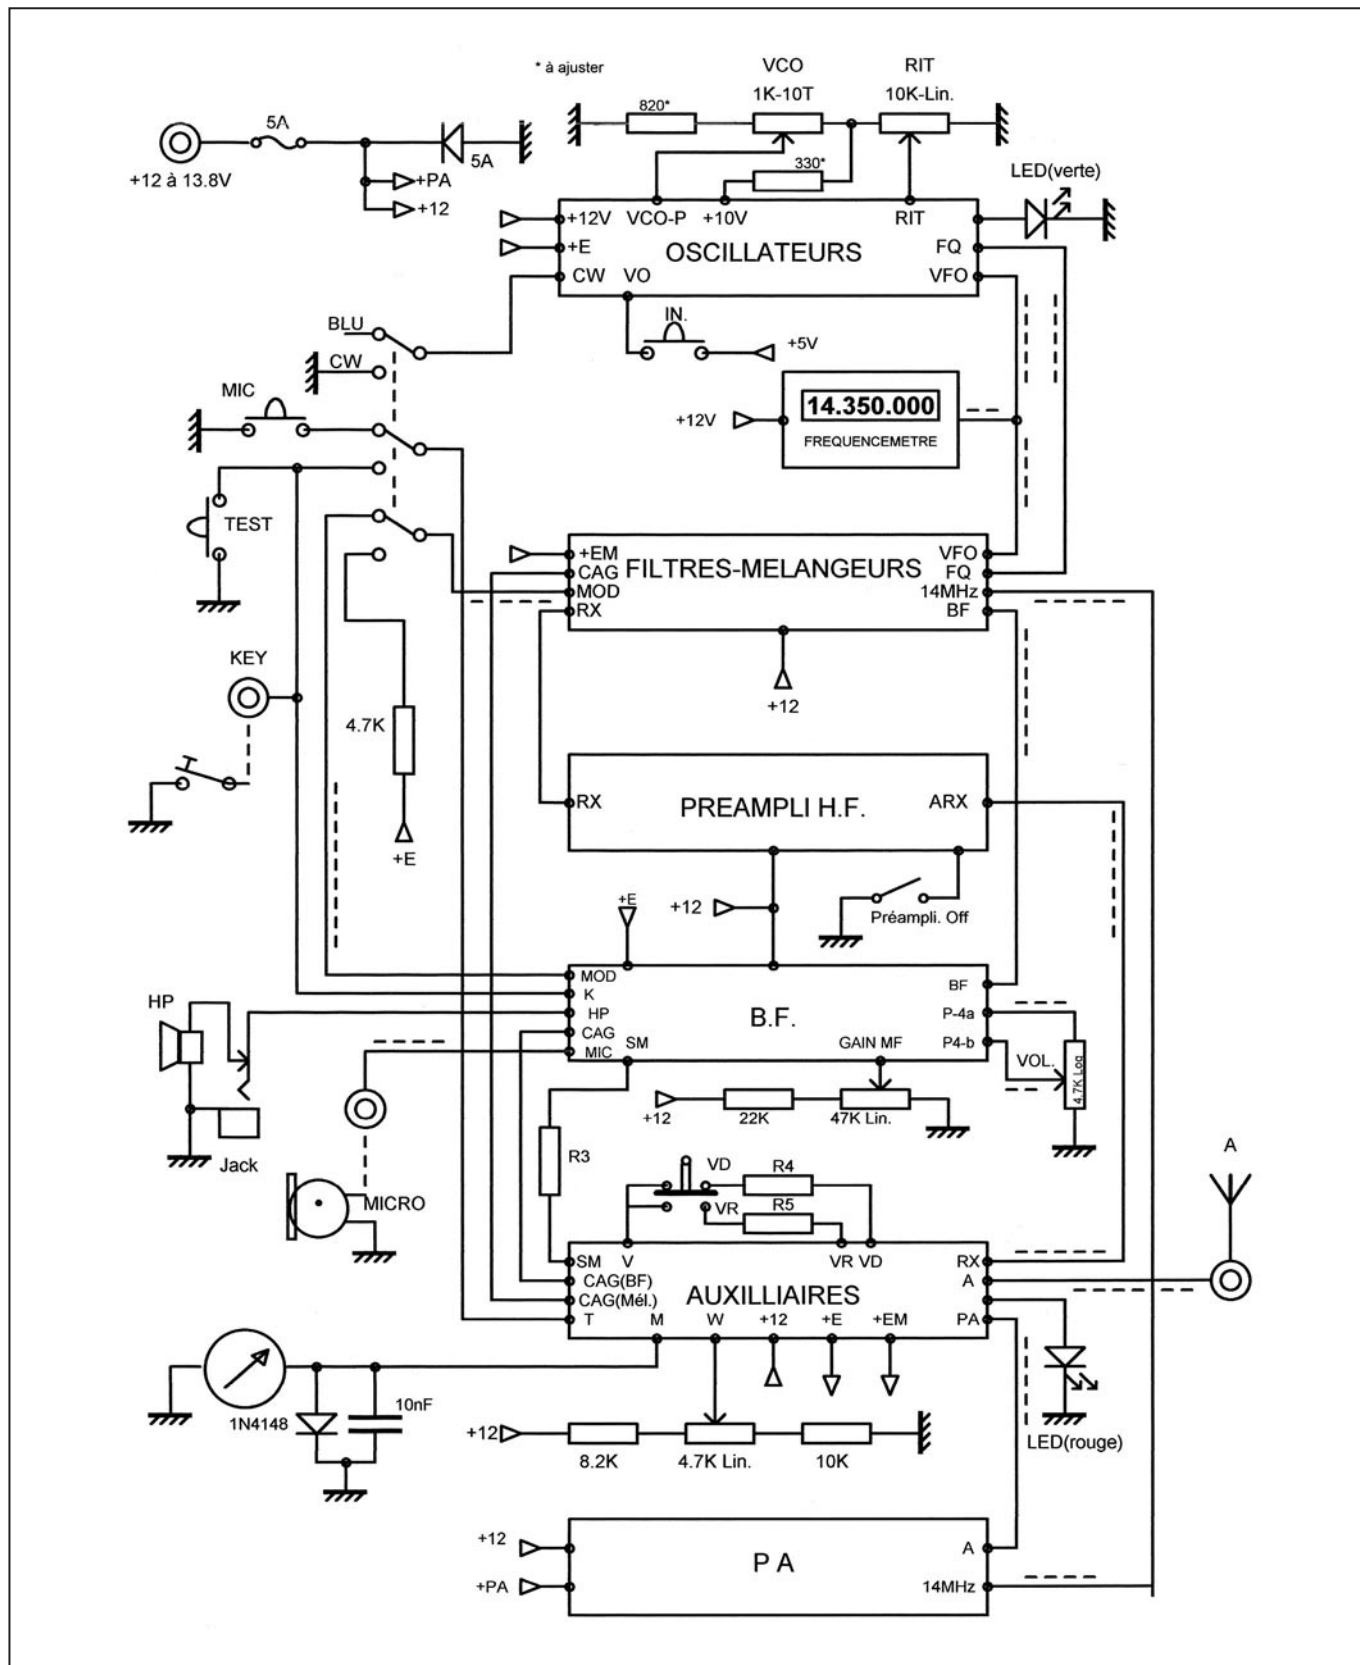 * à ajuster
VCO
1K-10T
RIT
10K-Lin.
820*
5A
5A
+12 à 13.8V
+PA
+12
330*
LED(verte)
+12V
VCO-P
+10V
RIT
+E
OSCILLATEURS
FQ
CW
VO
VFO
BLU
IN.
+5V
CW
MIC
14.350.000
+12V
FREQUENCEMETRE
TEST
+EM
VFO
CAG
FILTRES-MELANGEURS
FQ
MOD
14MHz
RX
BF
KEY
+12
4.7K
RX
PREAMPLI H.F.
ARX
+E
+E
+12
Préampli. Off
MOD
BF
K
HP
HP
B.F.
P-4a
CAG
SM
GAIN MF
P4-b
MIC
VOL.
4.7K Log
+12
22K
47K Lin.
R3
Jack
A
VD
R4
MICRO
VR
R5
SM
V
VR
VD
RX
CAG(BF)
A
CAG(Mél.)
AUXILLIAIRES
T
M
W
+12
+E
+EM
PA
1N4148
10nF
+12
LED(rouge)
8.2K
4.7K Lin.
10K
+12
A
P A
+PA
14MHz